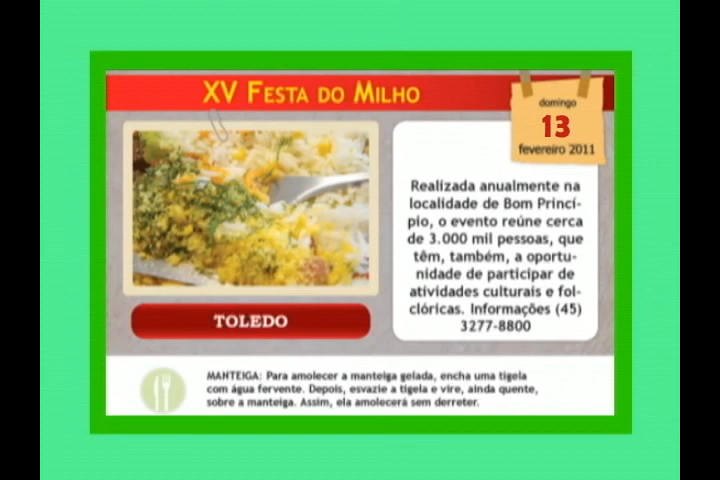 XV FESTA DO MILHO
domingo
13
fevereiro 2011
Realizada anualmente na
localidade de Bom Princí-
pio, o evento reúne cerca
de 3.000 mil pessoas, que
têm, também, a oportu-
nidade de participar de
atividades culturais e fol-
clóricas. Informações (45)
3277-8800
TOLEDO
MANTEIGA: Para amolecer a manteiga gelada, encha uma tigela
com água fervente. Depois, esvazie a tigela e vire, ainda quente,
sobre a manteiga. Assim, ela amolecerá sem derreter.